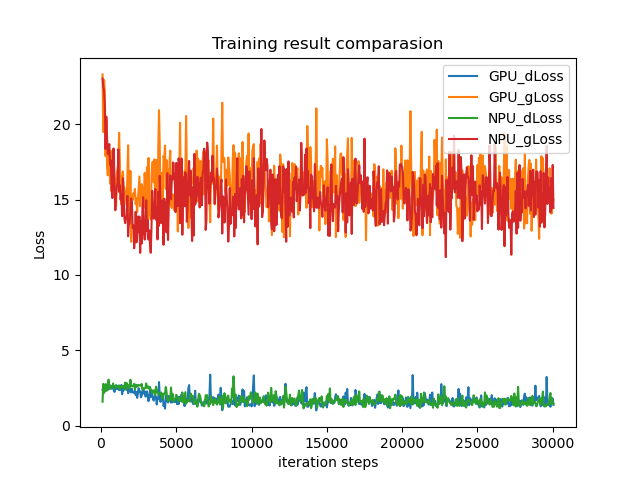 Training result comparasion
GPU_dLoss
GPU_gLoss
NPU_dLoss
NPU_gLoss
Loss
20
15
10
5
0
0 5000 10000 15000 20000 25000 30000
iteration steps